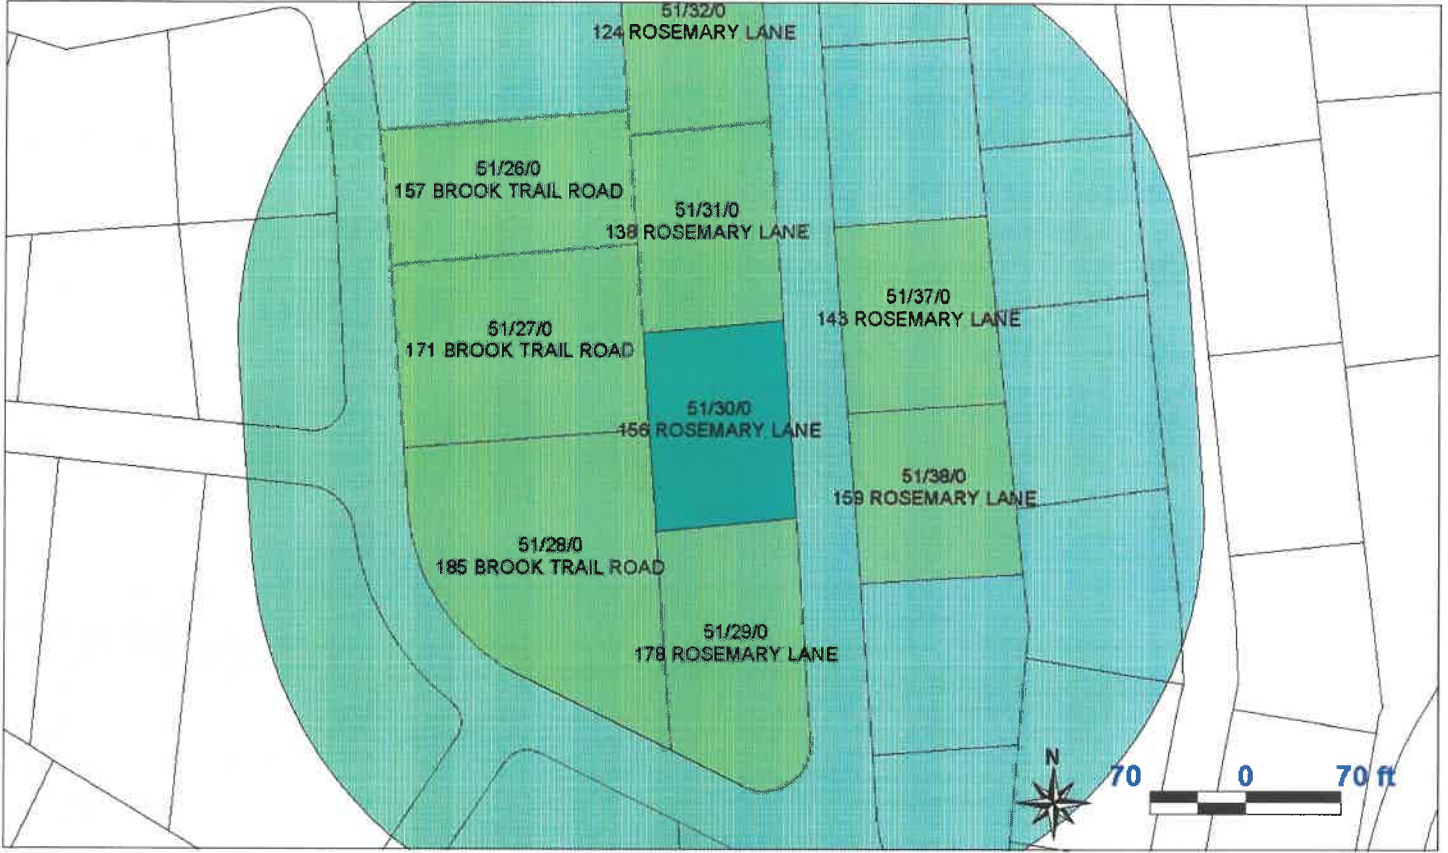 51/32/0
124 ROSEMARY LANE
51/26/0
157 BROOK TRAIL ROAD
51/31/0
138 ROSEMARY LANE
51/37/0
143 ROSEMARY LANE
51/27/0
171 BROOK TRAIL ROAD
51/30/0
156 ROSEMARY LANE
51/38/0
159 ROSEMARY LANE
51/28/0
185 BROOK TRAIL ROAD
51/29/0
178 ROSEMARY LANE
N
70 0 70 ft